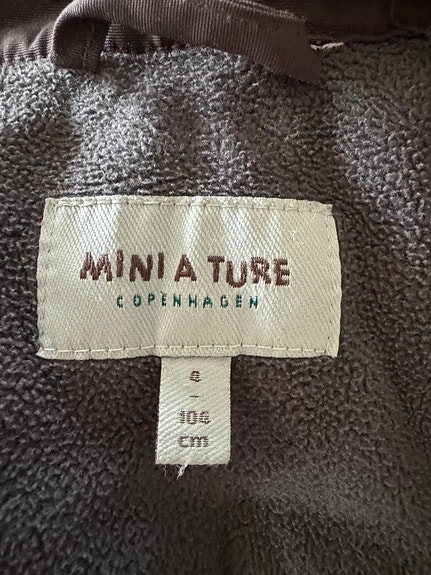 MINI A TURE
COPENHAGEN
4
-
104
cm